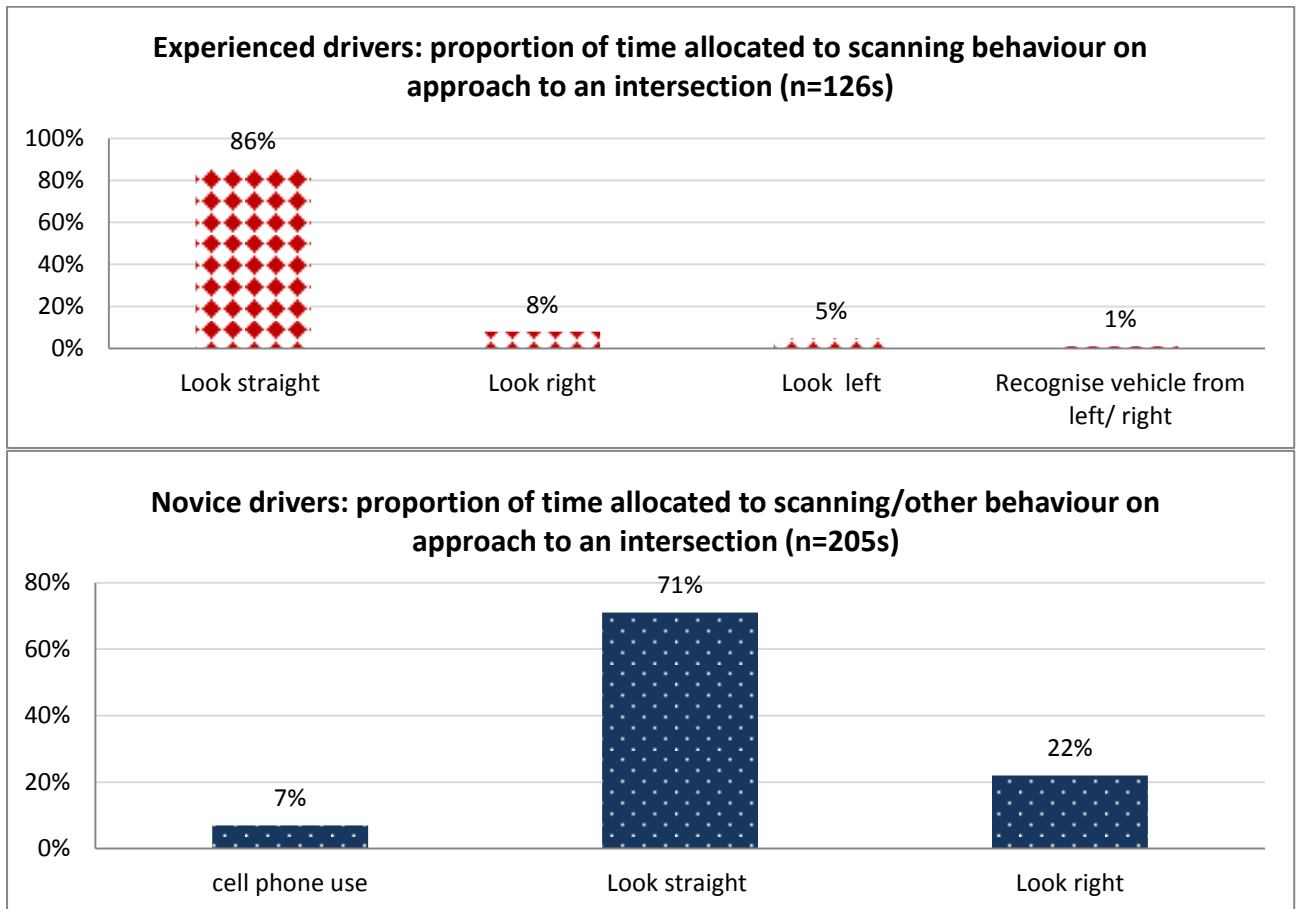 Experienced drivers: proportion of time allocated to scanning behaviour on
approach to an intersection (n=126s)
100%
80%
60%
40%
20%
0%
86%
8%
5%
1%
Look straight
Look right
Look  left
Recognise vehicle from
left/ right
Novice drivers: proportion of time allocated to scanning/other behaviour on
approach to an intersection (n=205s)
80%
60%
40%
20%
0%
7%
71%
22%
cell phone use
Look straight
Look right